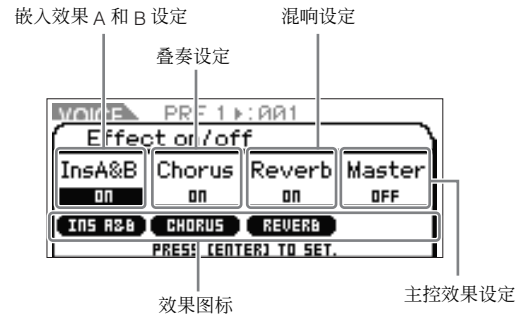 嵌入效果 A 和 B 设定
混响设定
叠奏设定
VOICE PRE 1▸:001
Effect on/off
InsA&B Chorus Reverb Master
ON ON ON OFF
INS A&B CHORUS REVERB
PRESS [ENTER] TO SET.
效果图标
主控效果设定